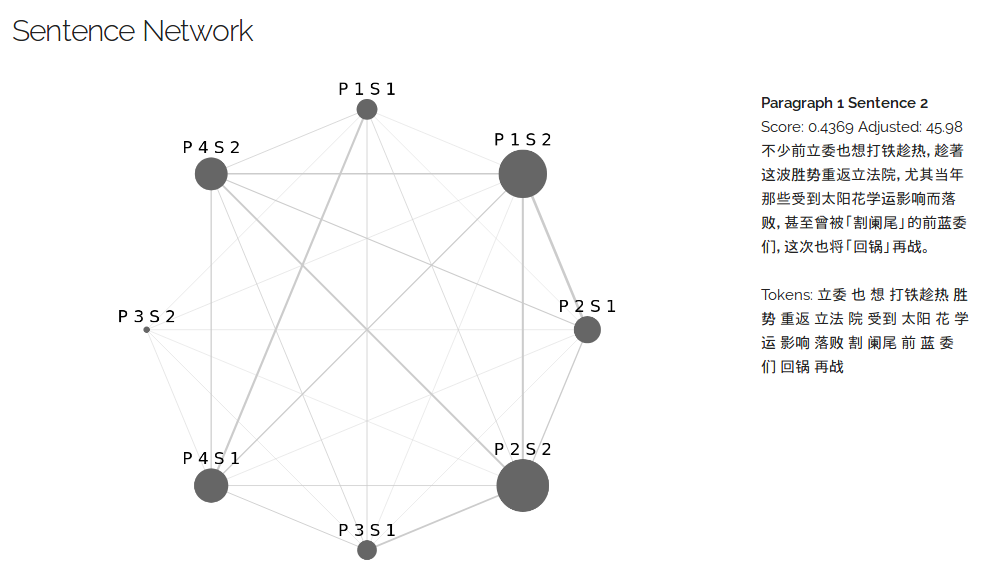 Sentence Network
P 1 S 1
P 1 S 2
P 4 S 2
P 2 S 1
P 3 S 2
P 2 S 2
P 4 S 1
P 3 S 1
Paragraph 1 Sentence 2
Score: 0.4369 Adjusted: 45.98
不少前立委也想打铁趁热，趁著
这波胜势重返立法院，尤其当年
那些受到太阳花学运影响而落
败，甚至曾被「割阑尾」的前蓝委
们，这次也将「回锅」再战。
Tokens: 立委 也 想 打铁趁热 胜
势 重返 立法 院 受到 太阳 花 学
运 影响 落败 割 阑尾 前 蓝 委
们 回锅 再战